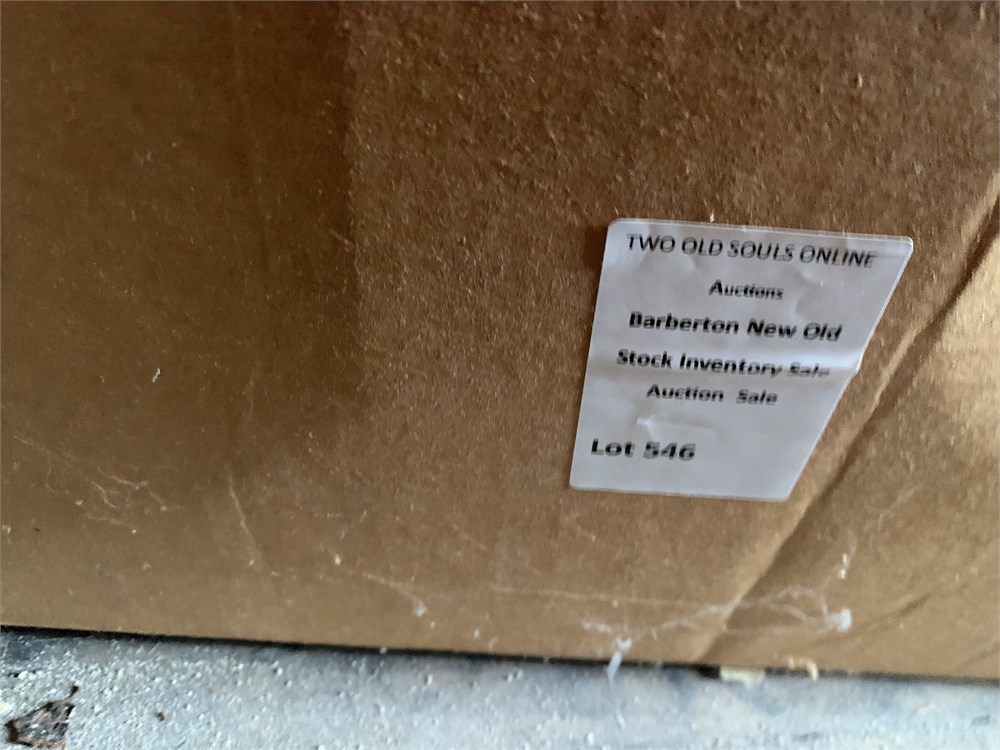 TWO OLD SOULS ONLINE
Auctions
Barberton New Old
Stock Inventory Sale
Auction Sale
Lot 546